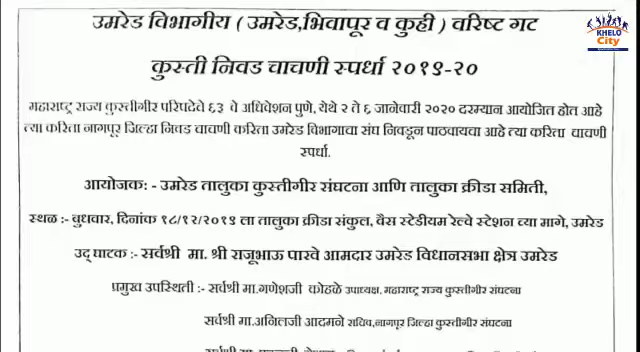 KHELO
City
उमरेड विभागीय ( उमरेड,भिवापूर व कुही ) वरिष्ट गट
कुस्ती निवड चाचणी स्पर्धा २०१९-२०
महाराष्ट्र राज्य कुस्तीगीर परिषदेचे ६३ वे अधिवेशन पुणे, येथे २ ते ६ जानेवारी २०२० दरम्यान आयोजित होत आहे
त्या करिता नागपूर जिल्हा निवड चाचणी करिता उमरेड विभागाचा संघ निवडून पाठवायचा आहे त्या करिता चाचणी
स्पर्धा.
आयोजक: - उमरेड तालुका कुस्तीगीर संघटना आणि तालुका क्रीडा समिती,
स्थळ :- बुधवार, दिनांक १८/१२/२०१९ ला तालुका क्रीडा संकुल, वैस स्टेडीयम रेल्वे स्टेशन च्या मागे, उमरेड
उद्घाटक :- सर्वश्री मा. श्री राजूभाऊ पारवे आमदार उमरेड विधानसभा क्षेत्र उमरेड
प्रमुख उपस्थिती :- सर्वश्री मा.गणेशजी कोहळे उपाध्यक्ष, महाराष्ट्र राज्य कुस्तीगीर संघटना
सर्वश्री मा.अनिलजी आदमने सचिव,नागपूर जिल्हा कुस्तीगीर संघटना